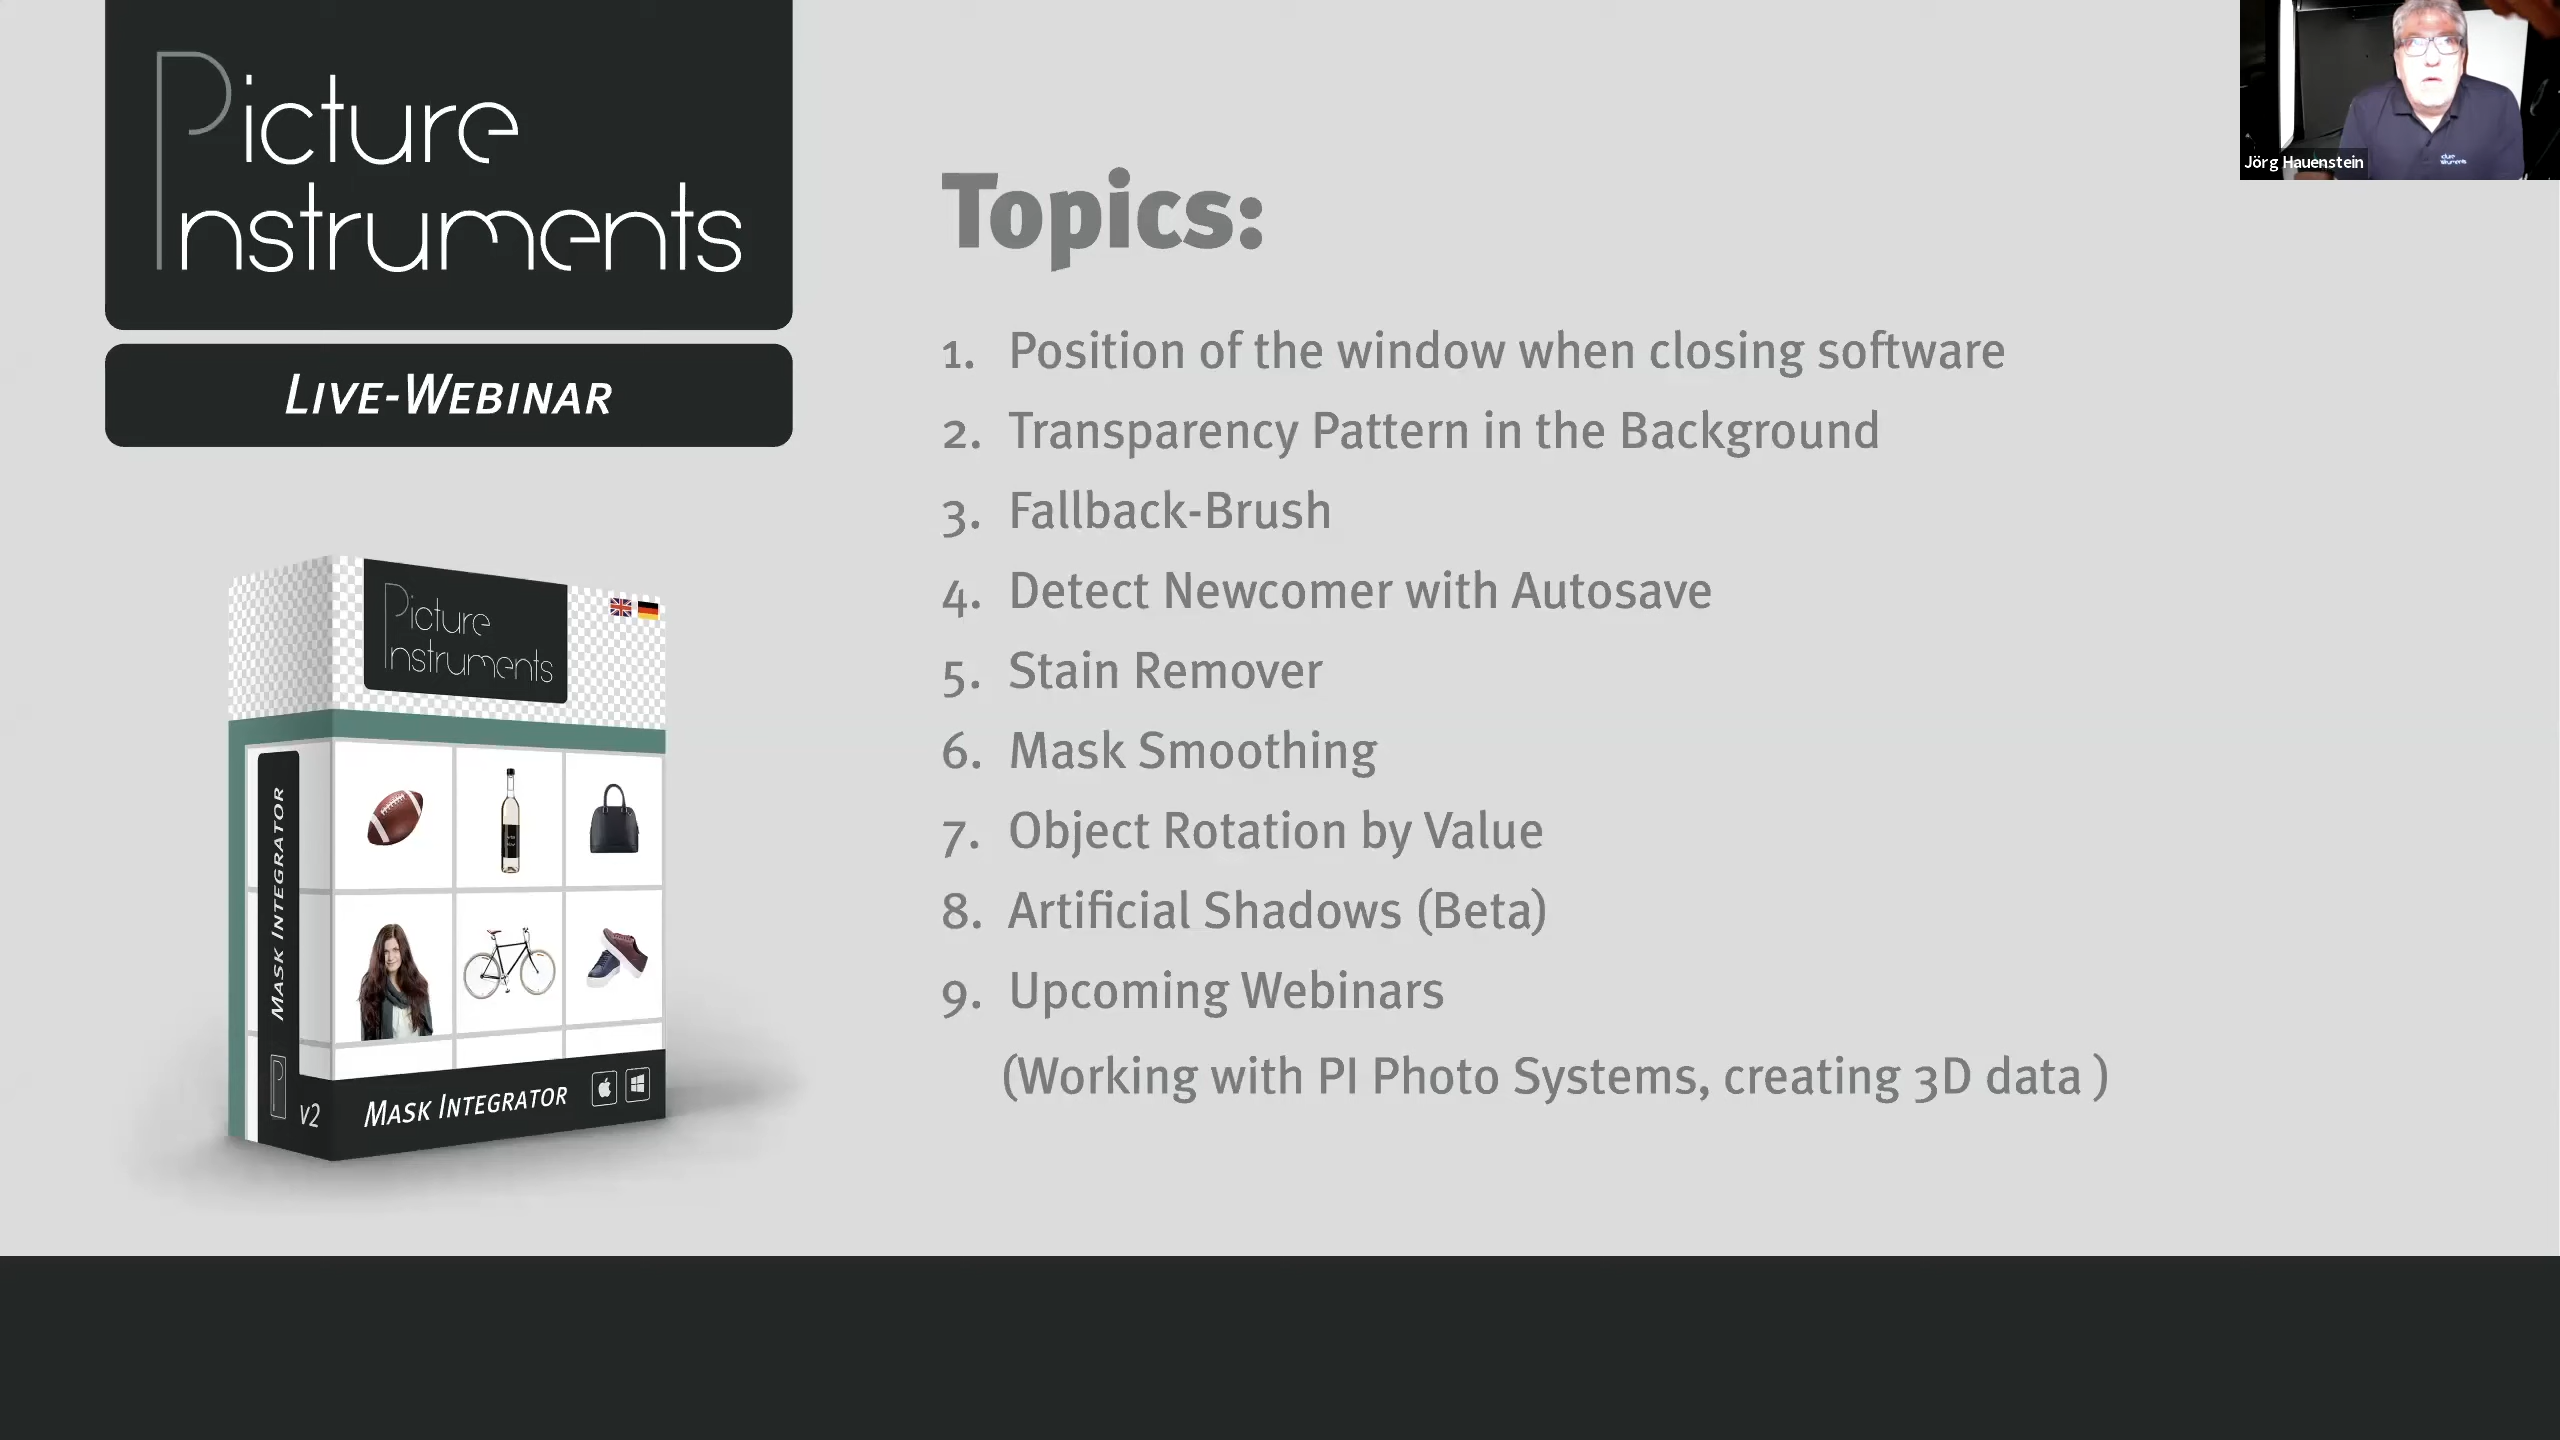 Picture
Instruments
LIVE-WEBINAR
Picture
Instruments
MASK INTEGRATOR
V2
MASK INTEGRATOR
Topics:
1. Position of the window when closing software
2. Transparency Pattern in the Background
3. Fallback-Brush
4. Detect Newcomer with Autosave
5. Stain Remover
6. Mask Smoothing
7. Object Rotation by Value
8. Artificial Shadows (Beta)
9. Upcoming Webinars
(Working with PI Photo Systems, creating 3D data )
Jörg Hauenstein